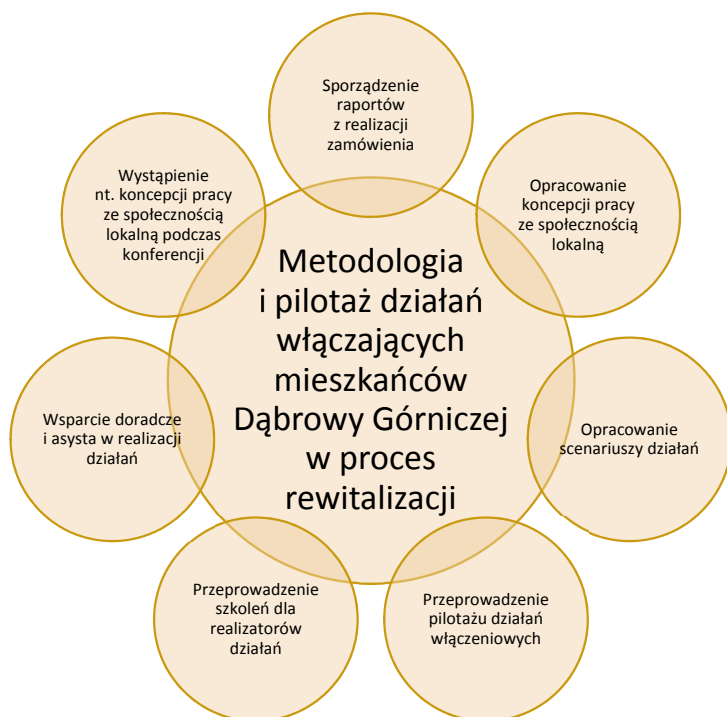 Sporządzenie
raportów
z realizacji
zamówienia
Opracowanie
koncepcji pracy
ze społecznością
lokalną
Opracowanie
scenariuszy działań
Przeprowadzenie
pilotażu działań
włączeniowych
Przeprowadzenie
szkoleń dla
realizatorów
działań
Wsparcie doradcze
i asysta w realizacji
działań
Wystąpienie
nt. koncepcji pracy
ze społecznością
lokalną podczas
konferencji
Metodologia
i pilotaż działań
włączających
mieszkańców
Dąbrowy Górniczej
w proces
rewitalizacji